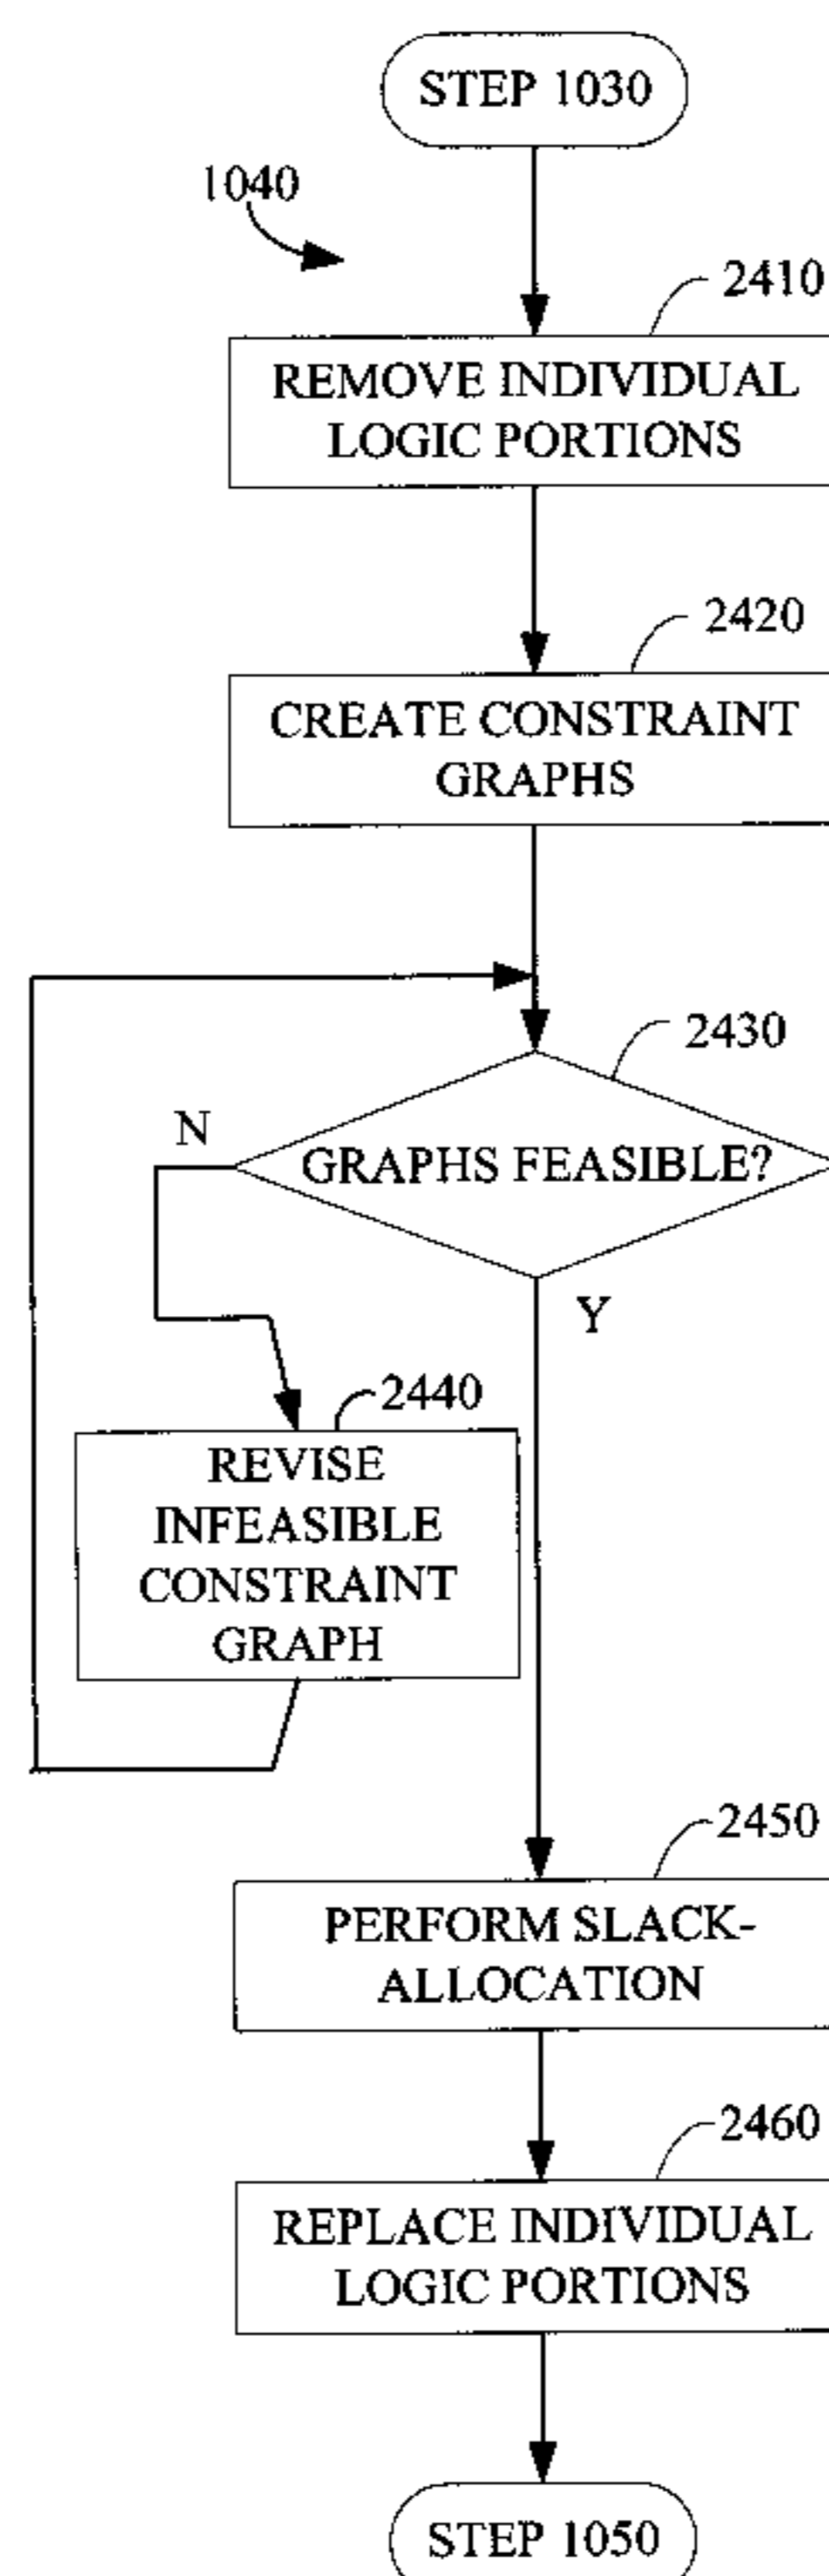 STEP 1030
1040
2410
REMOVE INDIVIDUAL
LOGIC PORTIONS
2420
CREATE CONSTRAINT
GRAPHS
2430
N
GRAPHS FEASIBLE?
Y
2440
REVISE
INFEASIBLE
CONSTRAINT
GRAPH
2450
PERFORM SLACK-
ALLOCATION
2460
REPLACE INDIVIDUAL
LOGIC PORTIONS
STEP 1050